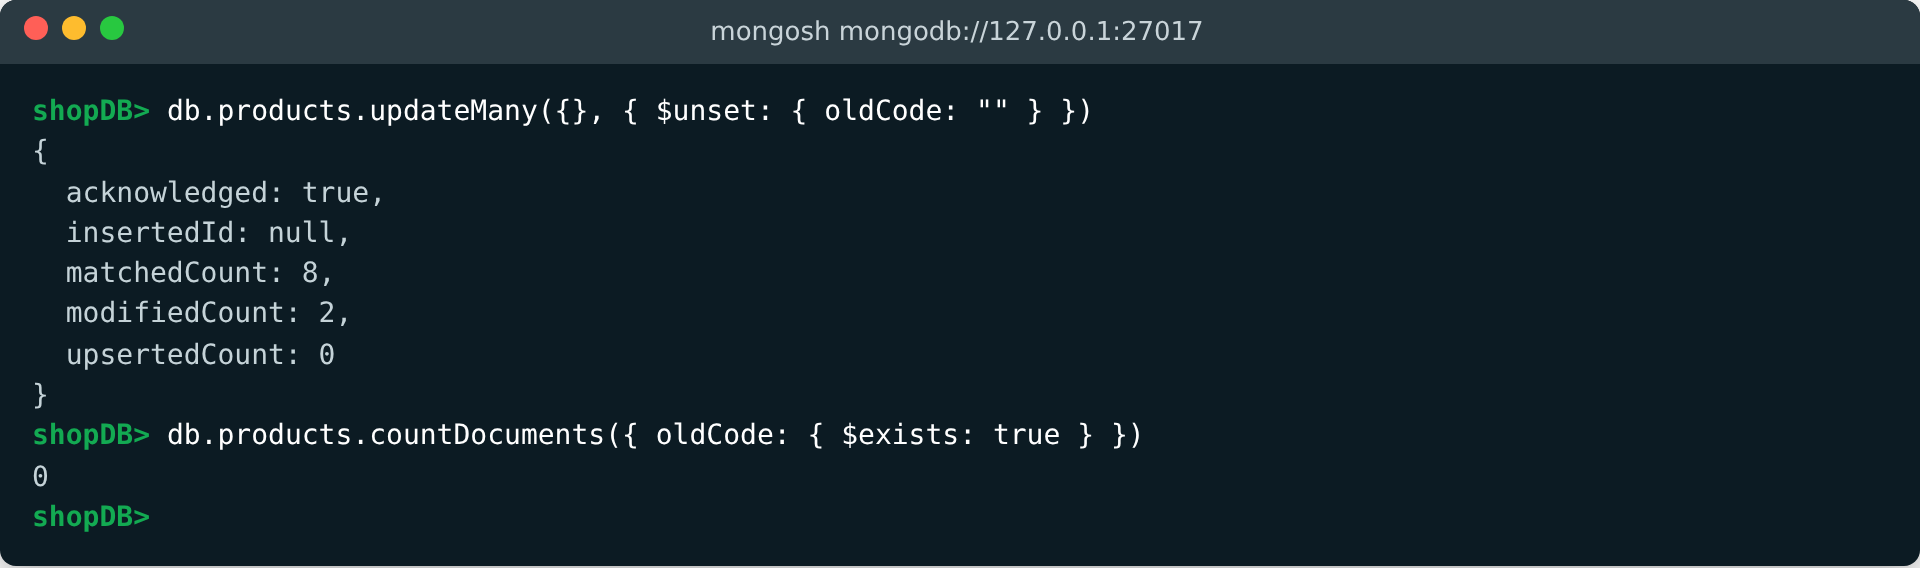 mongosh mongodb://127.0.0.1:27017
shopDB> db.products.updateMany({}, { $unset: { oldCode: "" } })
{
  acknowledged: true,
  insertedId: null,
  matchedCount: 8,
  modifiedCount: 2,
  upsertedCount: 0
}
shopDB> db.products.countDocuments({ oldCode: { $exists: true } })
0
shopDB>